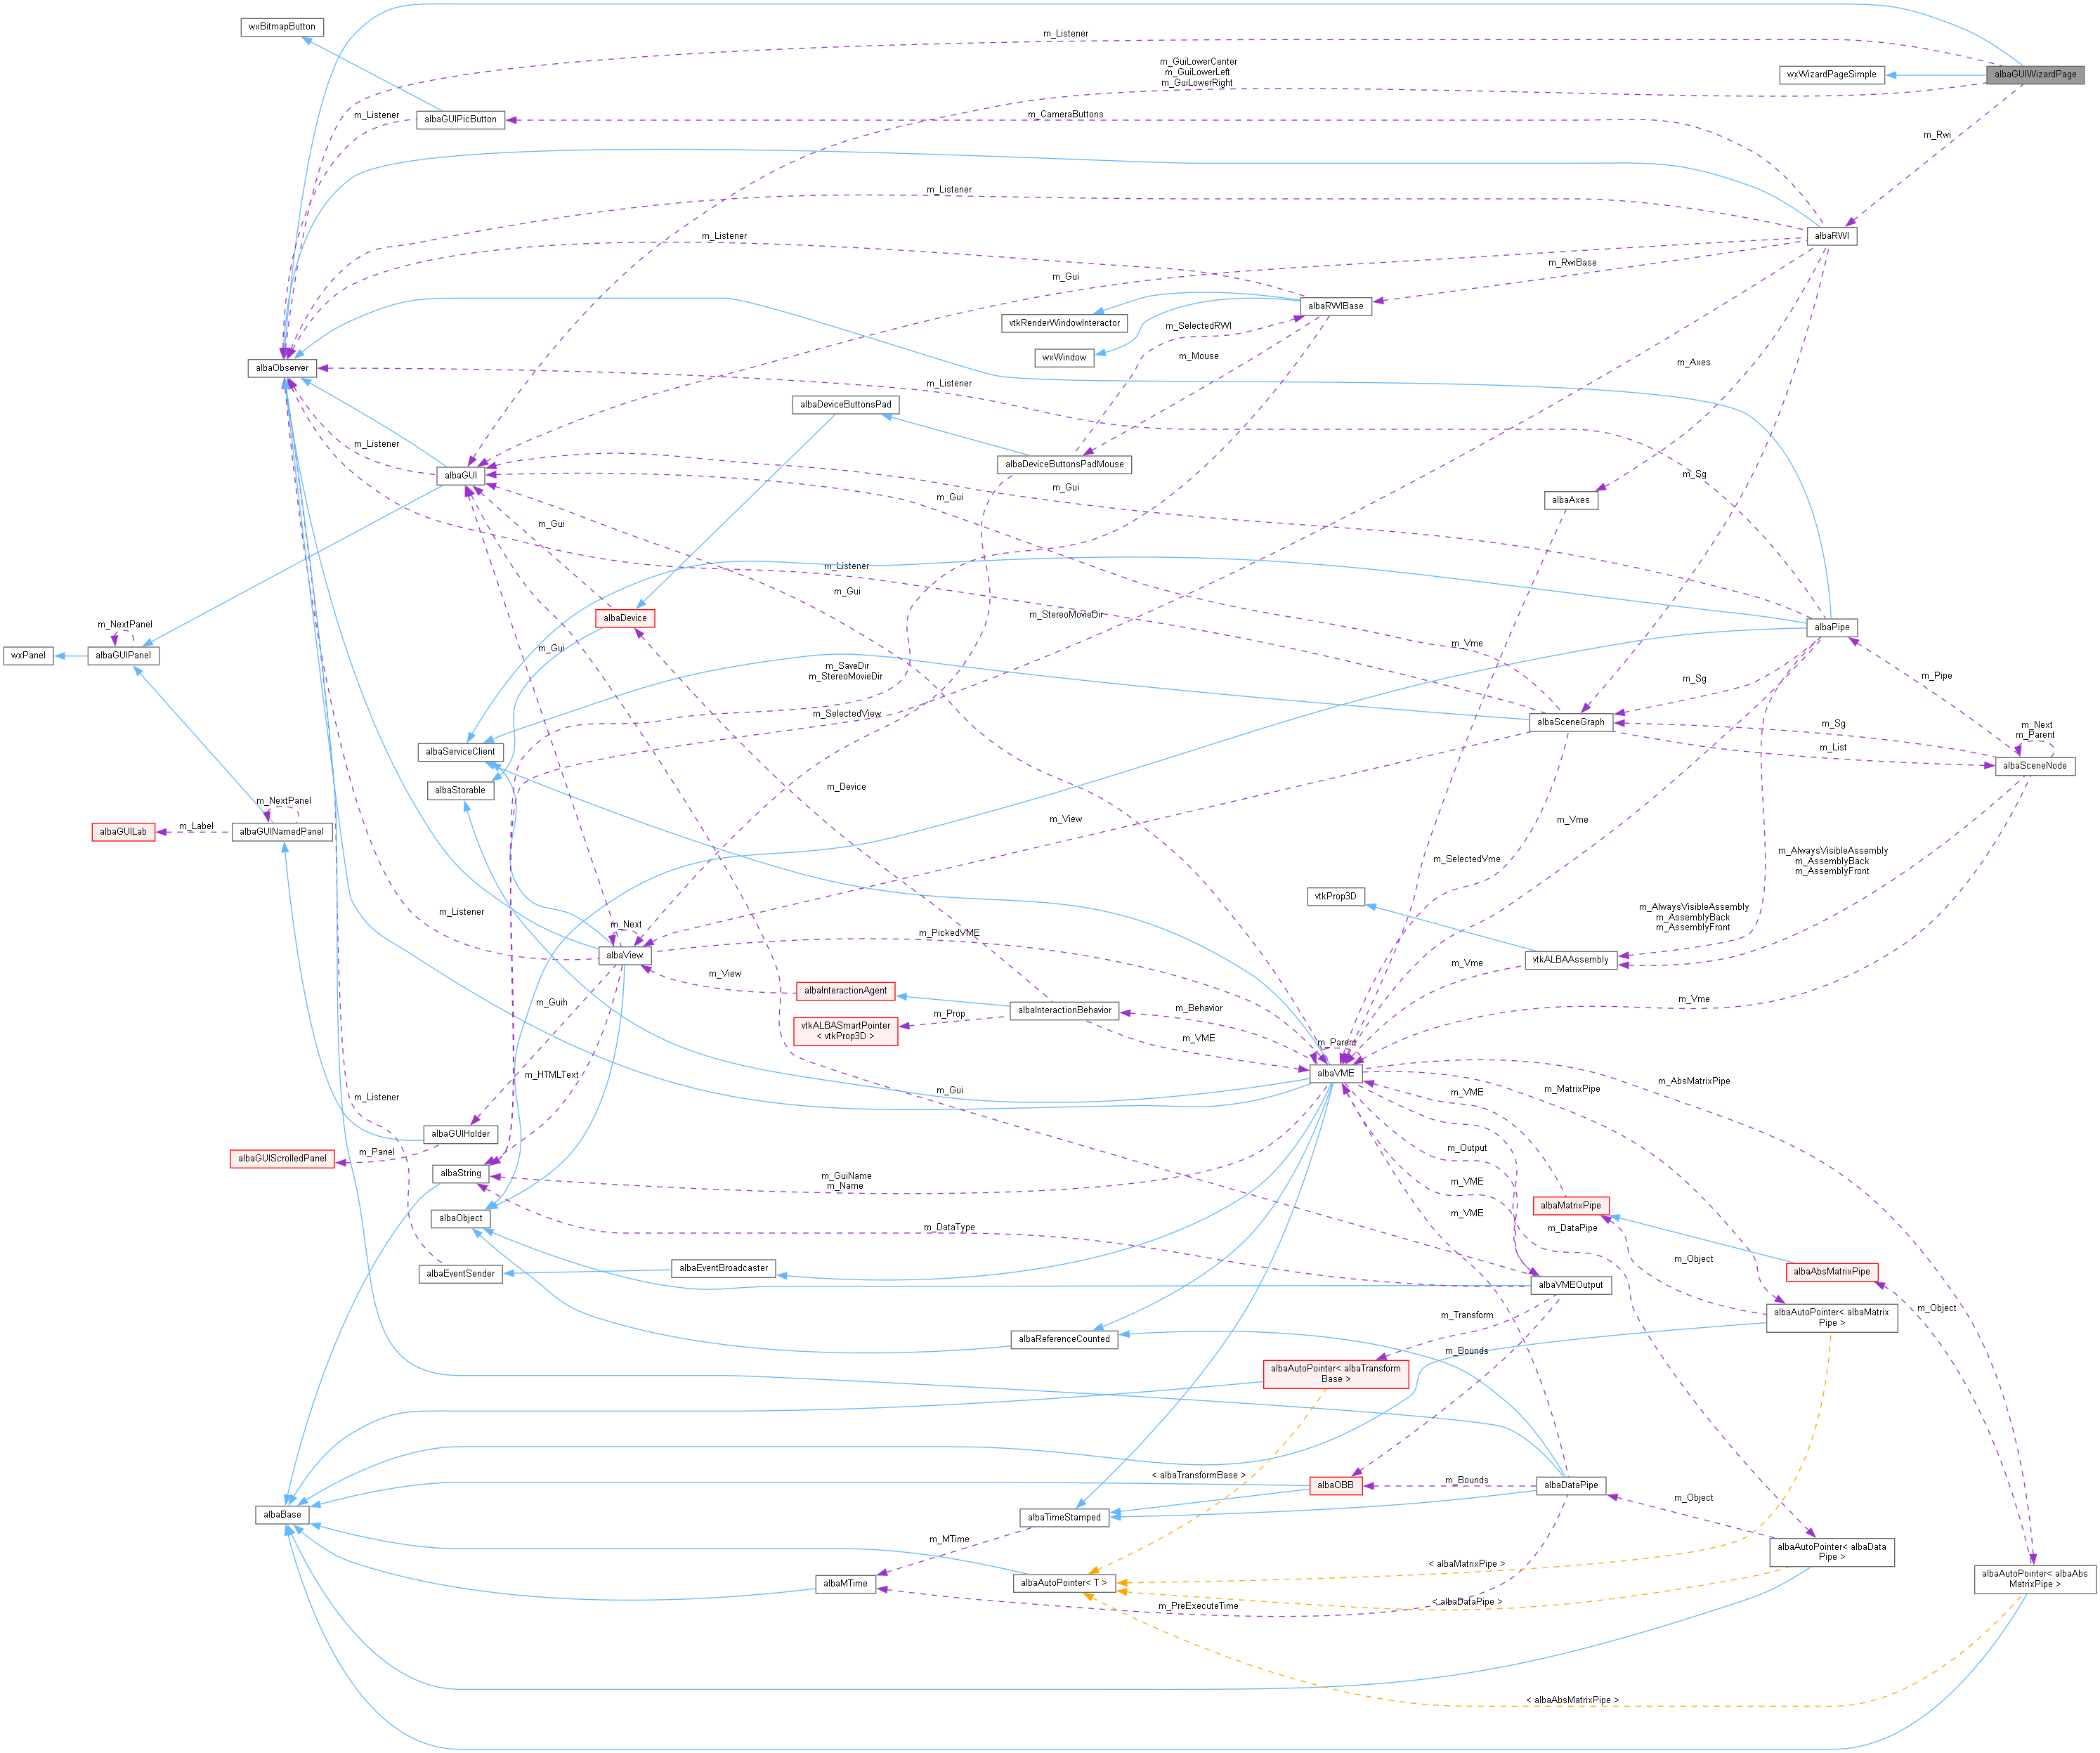 wxBitmapButton
m_Listener
m_GuiLowerCenter
m_GuiLowerLeft
m_GuiLowerRight
wxWizardPageSimple
albaGUIWizardPage
m_Listener
albaGUIPicButton
m_CameraButtons
m_Rwi
m_Listener
m_Listener
albaRWI
m_Gui
m_RwiBase
albaRWIBase
vtkRenderWindowInteractor
m_SelectedRWI
wxWindow
m_Mouse
m_Axes
albaObserver
m_Listener
albaDeviceButtonsPad
m_Listener
albaGUI
albaDeviceButtonsPadMouse
m_Sg
m_Gui
m_Gui
albaAxes
m_Gui
m_Listener
m_Gui
m_StereoMovieDir
albaDevice
albaPipe
m_NextPanel
wxPanel
albaGUIPanel
m_Gui
m_Vme
m_SaveDir
m_StereoMovieDir
m_Sg
m_Pipe
m_SelectedView
albaSceneGraph
m_Sg
m_Next
m_Parent
albaServiceClient
m_List
albaSceneNode
albaStorable
m_Device
m_NextPanel
m_View
m_Vme
albaGUILab
m_Label
albaGUINamedPanel
m_SelectedVme
m_AlwaysVisibleAssembly
m_AssemblyBack
m_AssemblyFront
vtkProp3D
m_AlwaysVisibleAssembly
m_AssemblyBack
m_AssemblyFront
m_Listener
m_Next
m_PickedVME
albaView
vtkALBAAssembly
m_View
m_Vme
albaInteractionAgent
m_Guih
albaInteractionBehavior
m_Behavior
m_Vme
vtkALBASmartPointer
< vtkProp3D >
m_Prop
m_VME
m_Parent
albaVME
m_HTMLText
m_AbsMatrixPipe
m_Listener
m_Gui
m_VME
m_MatrixPipe
albaGUIHolder
albaGUIScrolledPanel
m_Panel
m_Output
albaString
m_GuiName
m_Name
m_VME
albaMatrixPipe
albaObject
m_DataType
m_VME
m_DataPipe
albaEventSender
albaEventBroadcaster
m_Object
albaAbsMatrixPipe
albaVMEOutput
m_Transform
albaAutoPointer< albaMatrix
Pipe >
m_Object
albaReferenceCounted
m_Bounds
albaAutoPointer< albaTransform
Base >
< albaTransformBase >
albaOBB
m_Bounds
albaDataPipe
albaBase
albaTimeStamped
m_Object
m_MTime
albaAutoPointer< albaData
Pipe >
< albaMatrixPipe >
albaMTime
albaAutoPointer< T >
albaAutoPointer< albaAbs
MatrixPipe >
m_PreExecuteTime
< albaDataPipe >
< albaAbsMatrixPipe >